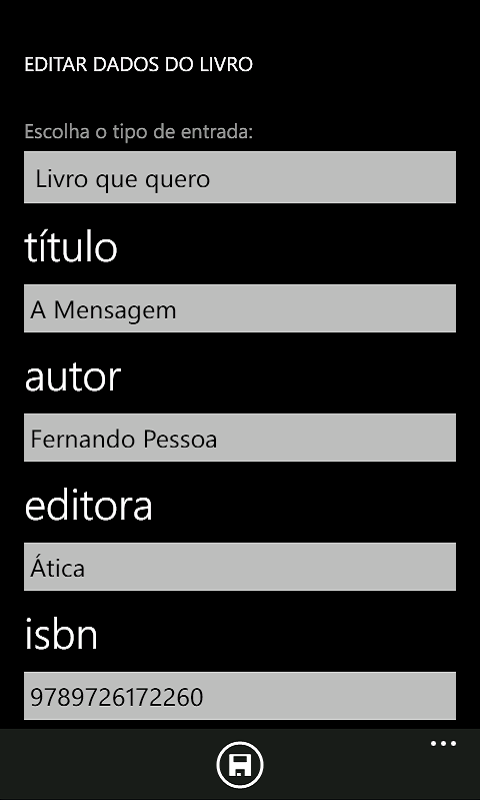 EDITAR DADOS DO LIVRO
Escolha o tipo de entrada:
Livro que quero
título
A Mensagem
autor
Fernando Pessoa
editora
Ática
isbn
9789726172260